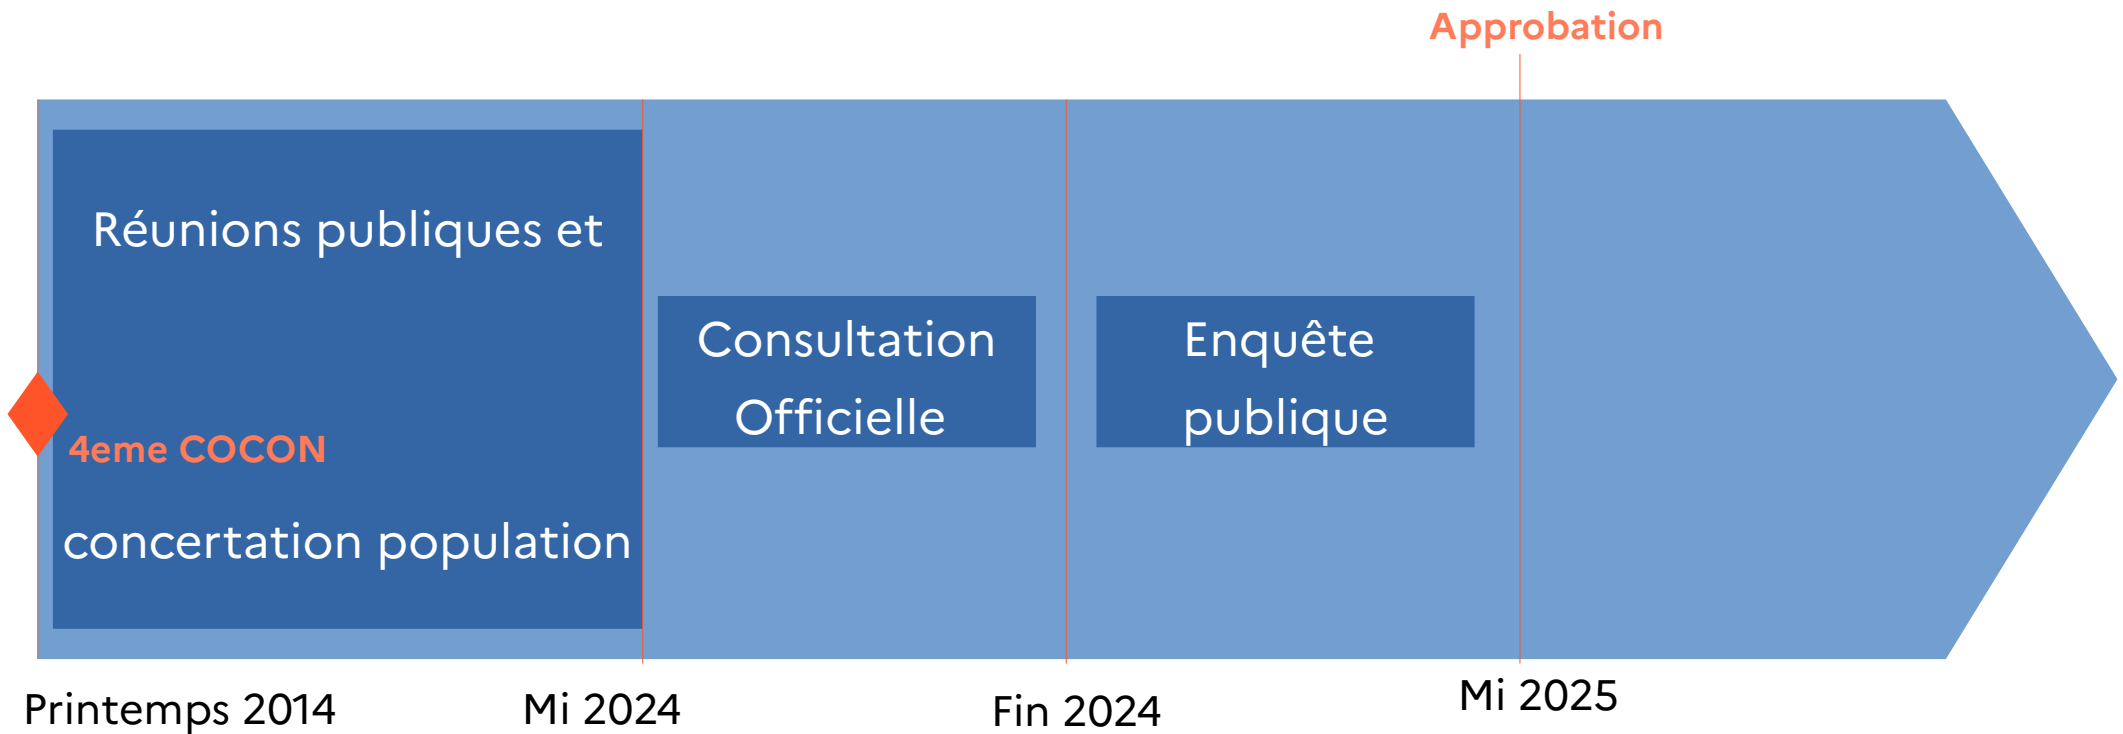 Approbation
Réunions publiques et
4eme COCON
concertation population
Consultation
Officielle
Enquête
publique
Printemps 2014
Mi 2024
Fin 2024
Mi 2025